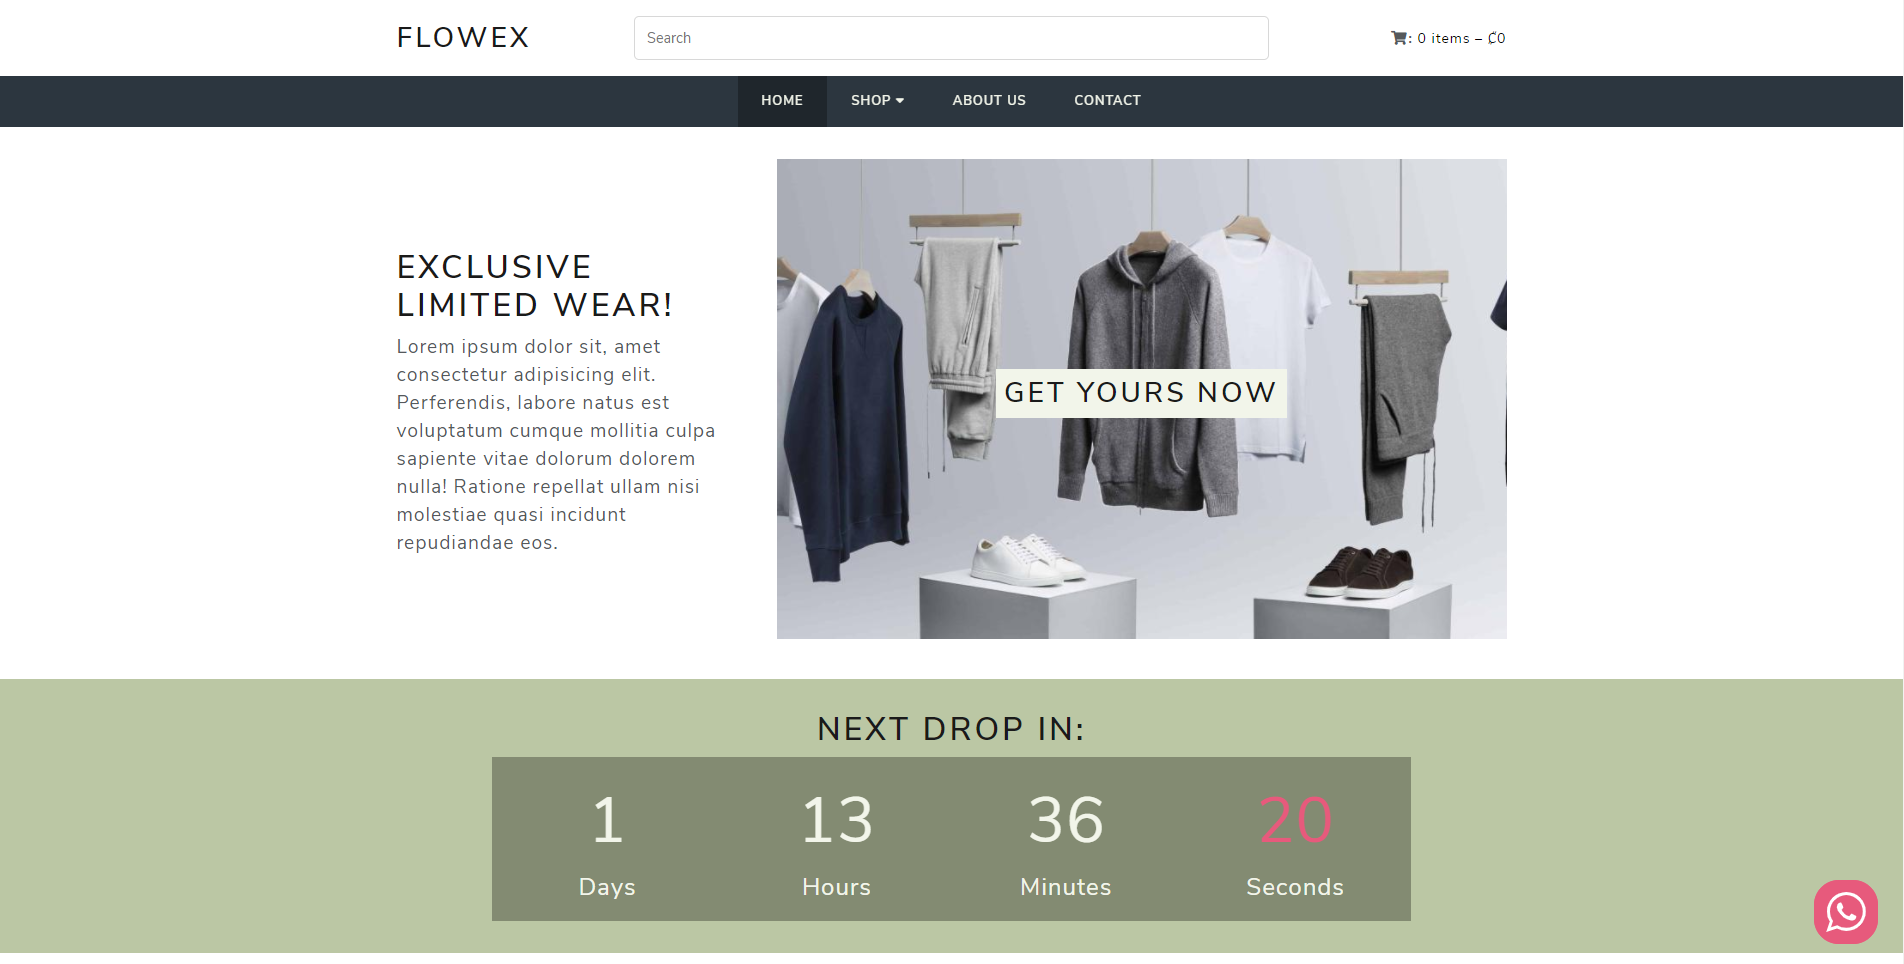 FLOWEX
Search
: 0 items – ₡0
HOME
SHOP
ABOUT US
CONTACT
EXCLUSIVE
LIMITED WEAR!
Lorem ipsum dolor sit, amet
consectetur adipisicing elit.
Perferendis, labore natus est
voluptatum cumque mollitia culpa
sapiente vitae dolorum dolorem
nulla! Ratione repellat ullam nisi
molestiae quasi incidunt
repudiandae eos.
GET YOURS NOW
NEXT DROP IN:
1
13
36
20
Days
Hours
Minutes
Seconds